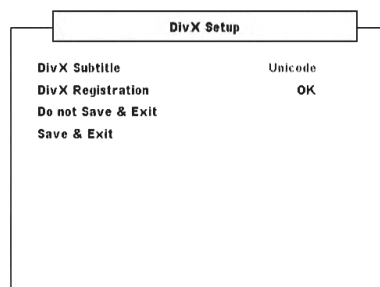 DivX Setup
DivX Subtitle Unicode
DivX Registration OK
Do not Save & Exit
Save & Exit